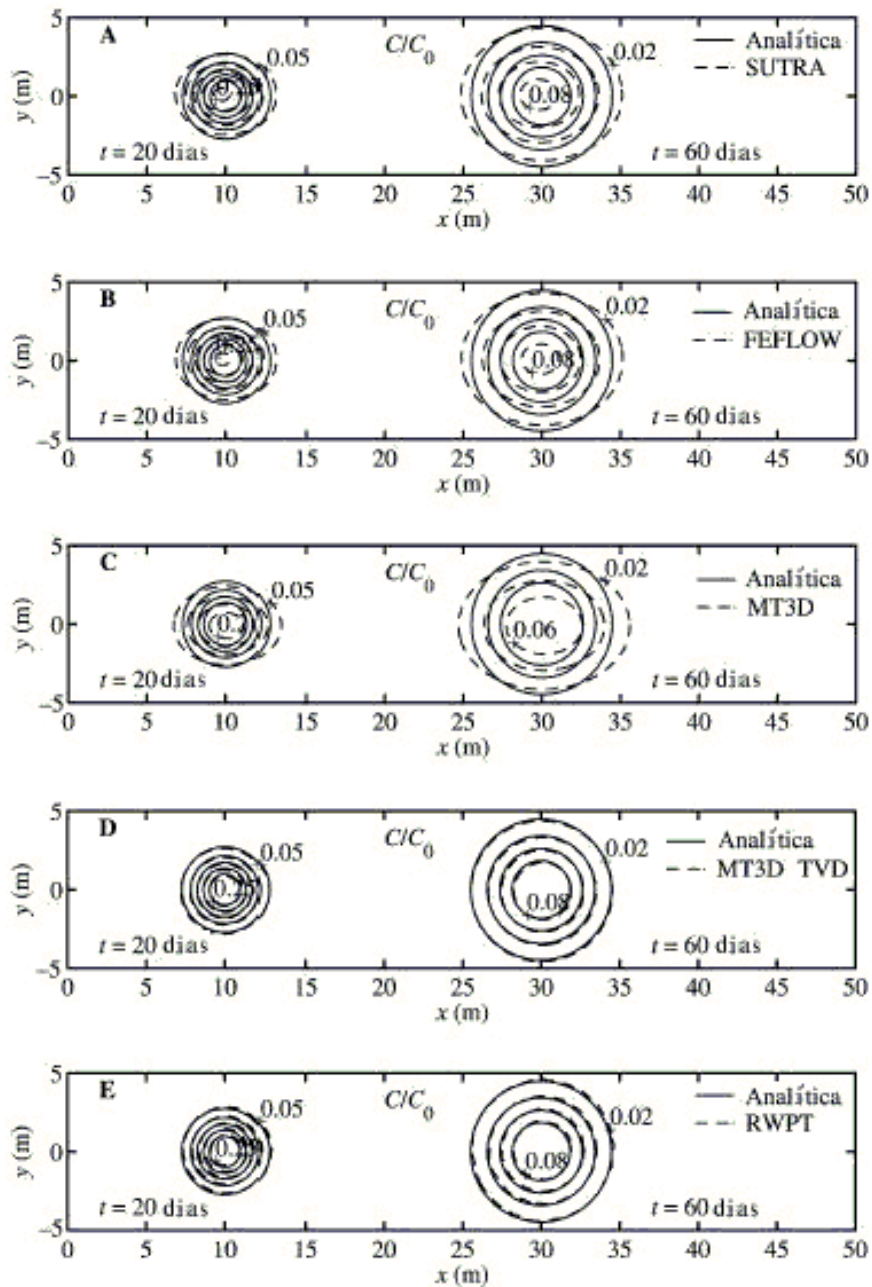 A
C/C₀
0.05
0.02
0.08
Analítica
SUTRA
t = 20 dias
t = 60 dias
y (m)
5
0
−5
0 5 10 15 20 25 30 35 40 45 50
x (m)
B
C/C₀
0.05
0.02
0.08
Analítica
FEFLOW
t = 20 dias
t = 60 dias
y (m)
5
0
−5
0 5 10 15 20 25 30 35 40 45 50
x (m)
C
C/C₀
0.05
0.02
0.2
0.06
Analítica
MT3D
t = 20 dias
t = 60 dias
y (m)
5
0
−5
0 5 10 15 20 25 30 35 40 45 50
x (m)
D
C/C₀
0.05
0.02
0.08
Analítica
MT3D TVD
t = 20 dias
t = 60 dias
y (m)
5
0
−5
0 5 10 15 20 25 30 35 40 45 50
x (m)
E
C/C₀
0.05
0.02
0.08
Analítica
RWPT
t = 20 dias
t = 60 dias
y (m)
5
0
−5
0 5 10 15 20 25 30 35 40 45 50
x (m)